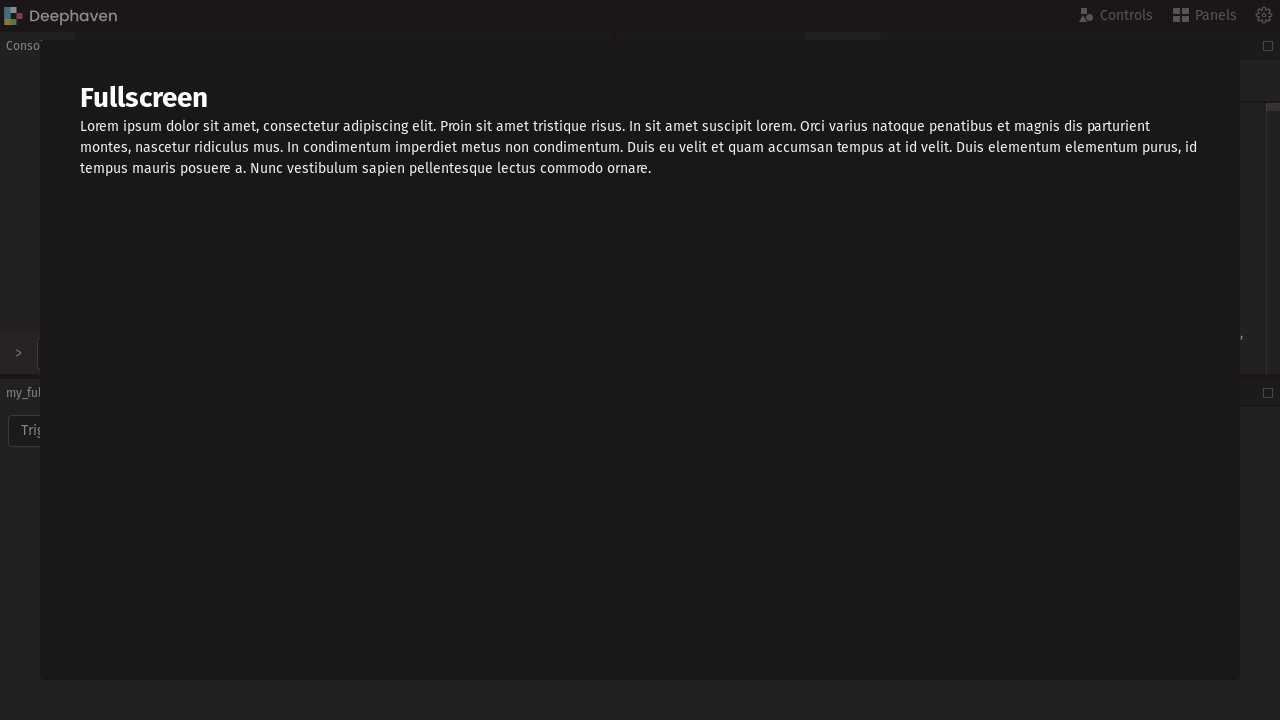 Deephaven
Controls
Panels
Fullscreen
Lorem ipsum dolor sit amet, consectetur adipiscing elit. Proin sit amet tristique risus. In sit amet suscipit lorem. Orci varius natoque penatibus et magnis dis parturient
montes, nascetur ridiculus mus. In condimentum imperdiet metus non condimentum. Duis eu velit et quam accumsan tempus at id velit. Duis elementum elementum purus, id
tempus mauris posuere a. Nunc vestibulum sapien pellentesque lectus commodo ornare.
>
my_ful
Trig